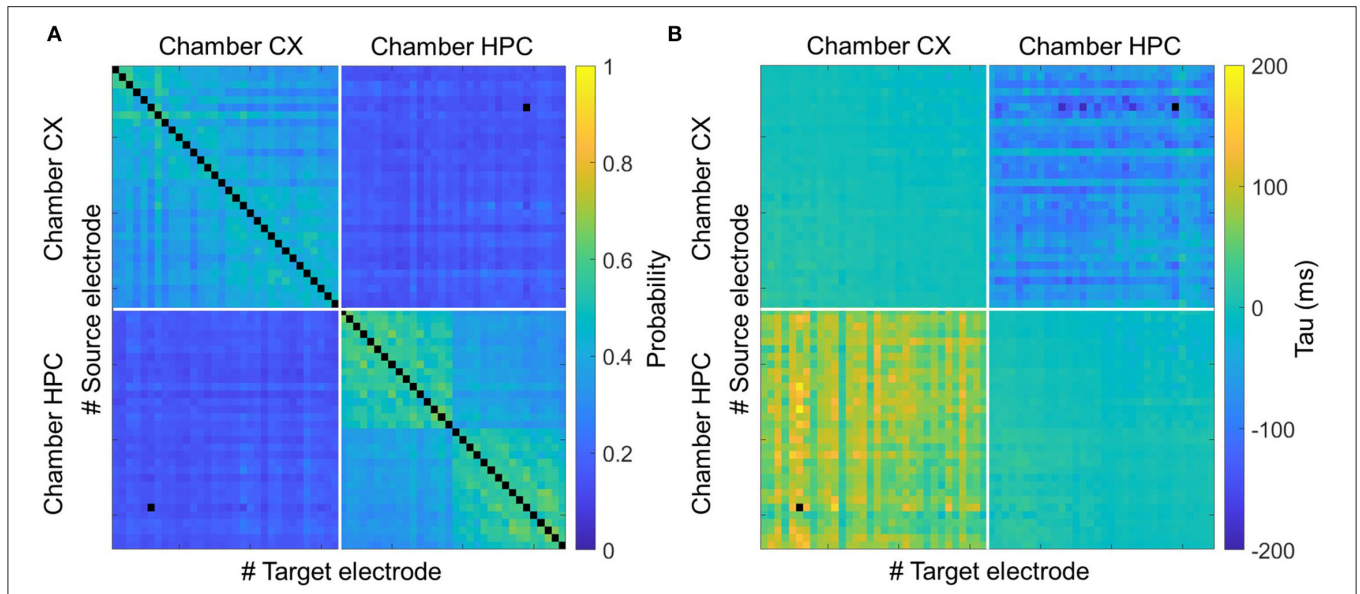 A
Chamber CX
Chamber HPC
Chamber CX
Chamber HPC
# Source electrode
# Target electrode
1
0.8
0.6
0.4
0.2
0
Probability
B
Chamber CX
Chamber HPC
Chamber CX
Chamber HPC
# Source electrode
# Target electrode
200
100
0
-100
-200
Tau (ms)